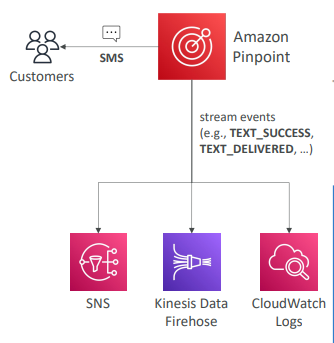 Amazon
Pinpoint
SMS
Customers
stream events
(e.g., TEXT_SUCCESS,
TEXT_DELIVERED, …)
SNS
Kinesis Data
Firehose
CloudWatch
Logs